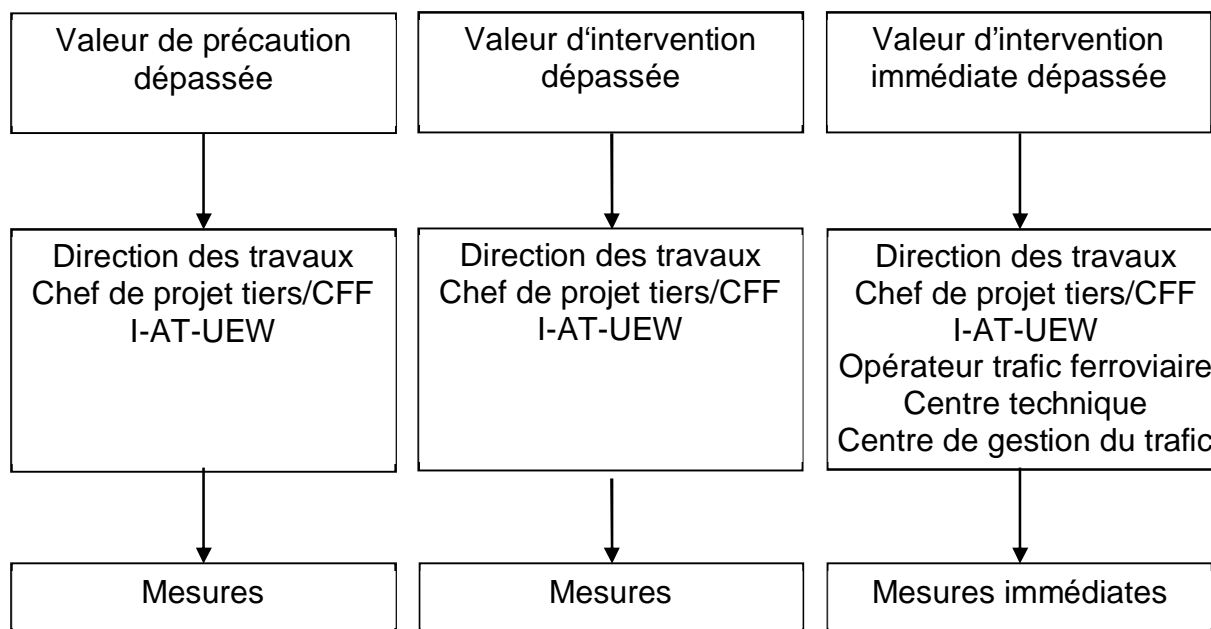 Valeur de précaution
dépassée
Valeur d‘intervention
dépassée
Valeur d’intervention
immédiate dépassée
Direction des travaux
Chef de projet tiers/CFF
I-AT-UEW
Direction des travaux
Chef de projet tiers/CFF
I-AT-UEW
Direction des travaux
Chef de projet tiers/CFF
I-AT-UEW
Opérateur trafic ferroviaire
Centre technique
Centre de gestion du trafic
Mesures
Mesures
Mesures immédiates